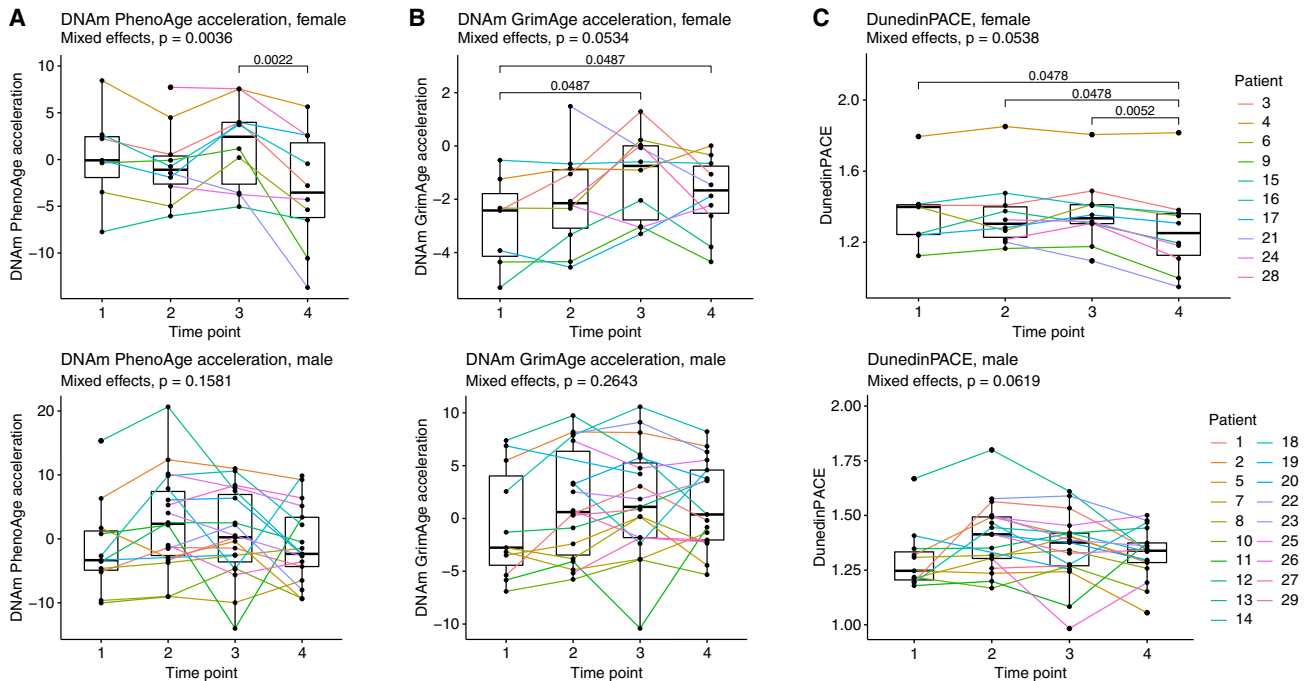 A
DNAm PhenoAge acceleration, female
Mixed effects, p = 0.0036
DNAm PhenoAge acceleration
10
5
0
−5
−10
0.0022
1 2 3 4
Time point
B
DNAm GrimAge acceleration, female
Mixed effects, p = 0.0534
DNAm GrimAge acceleration
2
0
−2
−4
0.0487
0.0487
1 2 3 4
Time point
C
DunedinPACE, female
Mixed effects, p = 0.0538
DunedinPACE
2.0
1.6
1.2
0.0478
0.0478
0.0052
1 2 3 4
Time point
Patient
3
4
6
9
15
16
17
21
24
28
DNAm PhenoAge acceleration, male
Mixed effects, p = 0.1581
DNAm PhenoAge acceleration
20
10
0
−10
1 2 3 4
Time point
DNAm GrimAge acceleration, male
Mixed effects, p = 0.2643
DNAm GrimAge acceleration
10
5
0
−5
−10
1 2 3 4
Time point
DunedinPACE, male
Mixed effects, p = 0.0619
DunedinPACE
2.00
1.75
1.50
1.25
1.00
1 2 3 4
Time point
Patient
1 18
2 19
5 20
7 22
8 23
10 25
11 26
12 27
13 29
14